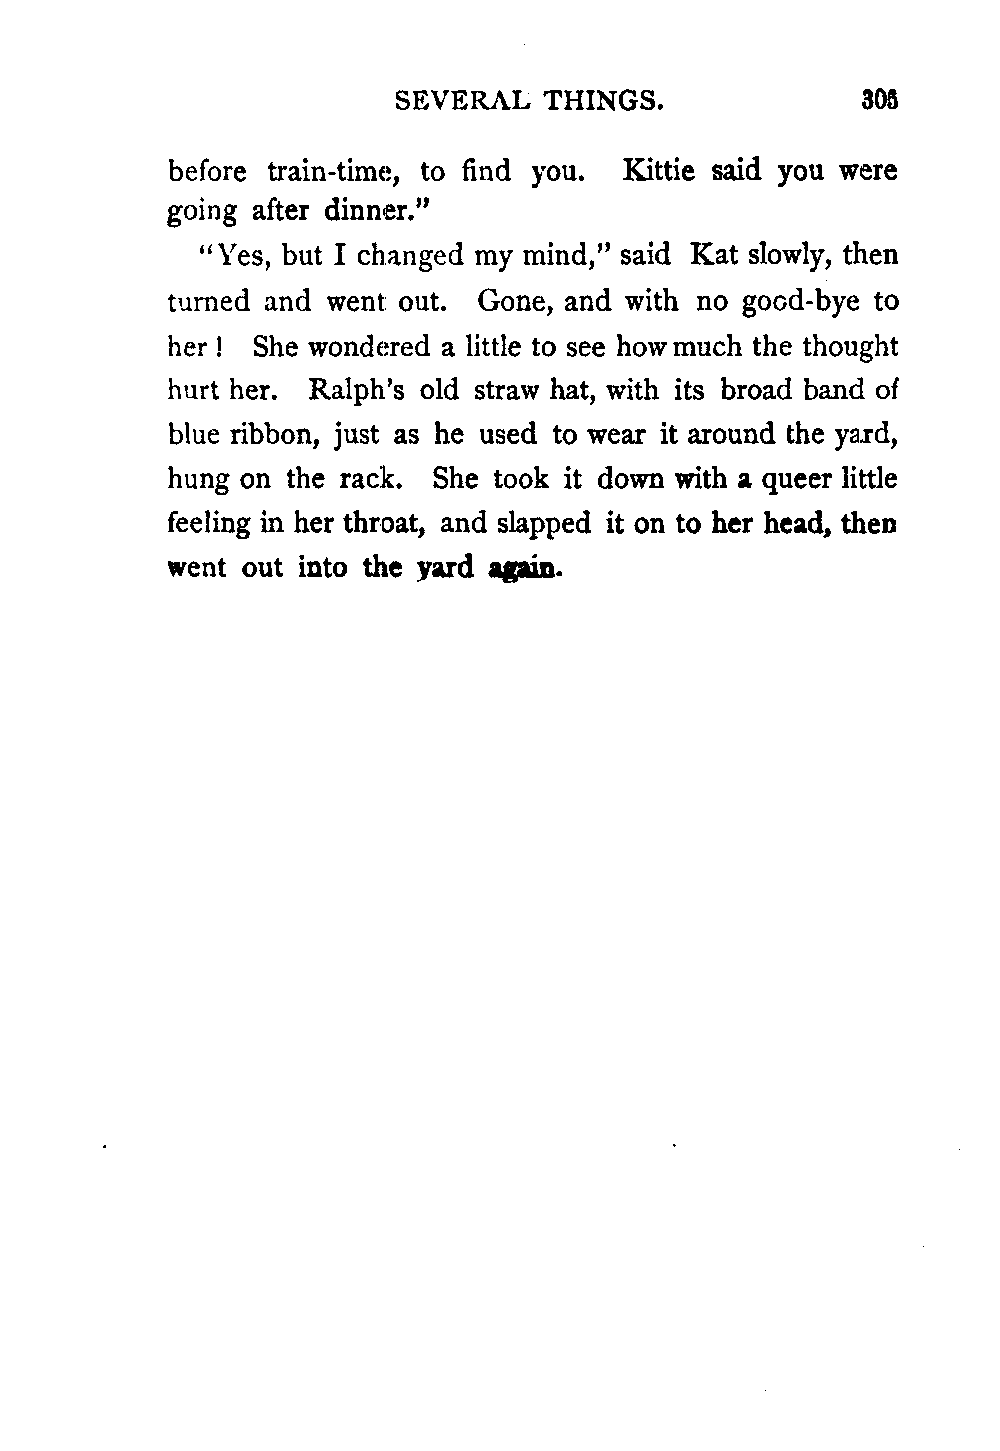 SEVERAL THINGS. 305
before train-time, to find you. Kittie said you were
going after dinner."
"Yes, but I changed my mind," said Kat slowly, then
turned and went out. Gone, and with no good-bye to
her! She wondered a little to see how much the thought
hurt her. Ralph's old straw hat, with its broad band of
blue ribbon, just as he used to wear it around the yard,
hung on the rack. She took it down with a queer little
feeling in her throat, and slapped it on to her head, then
went out into the yard again.